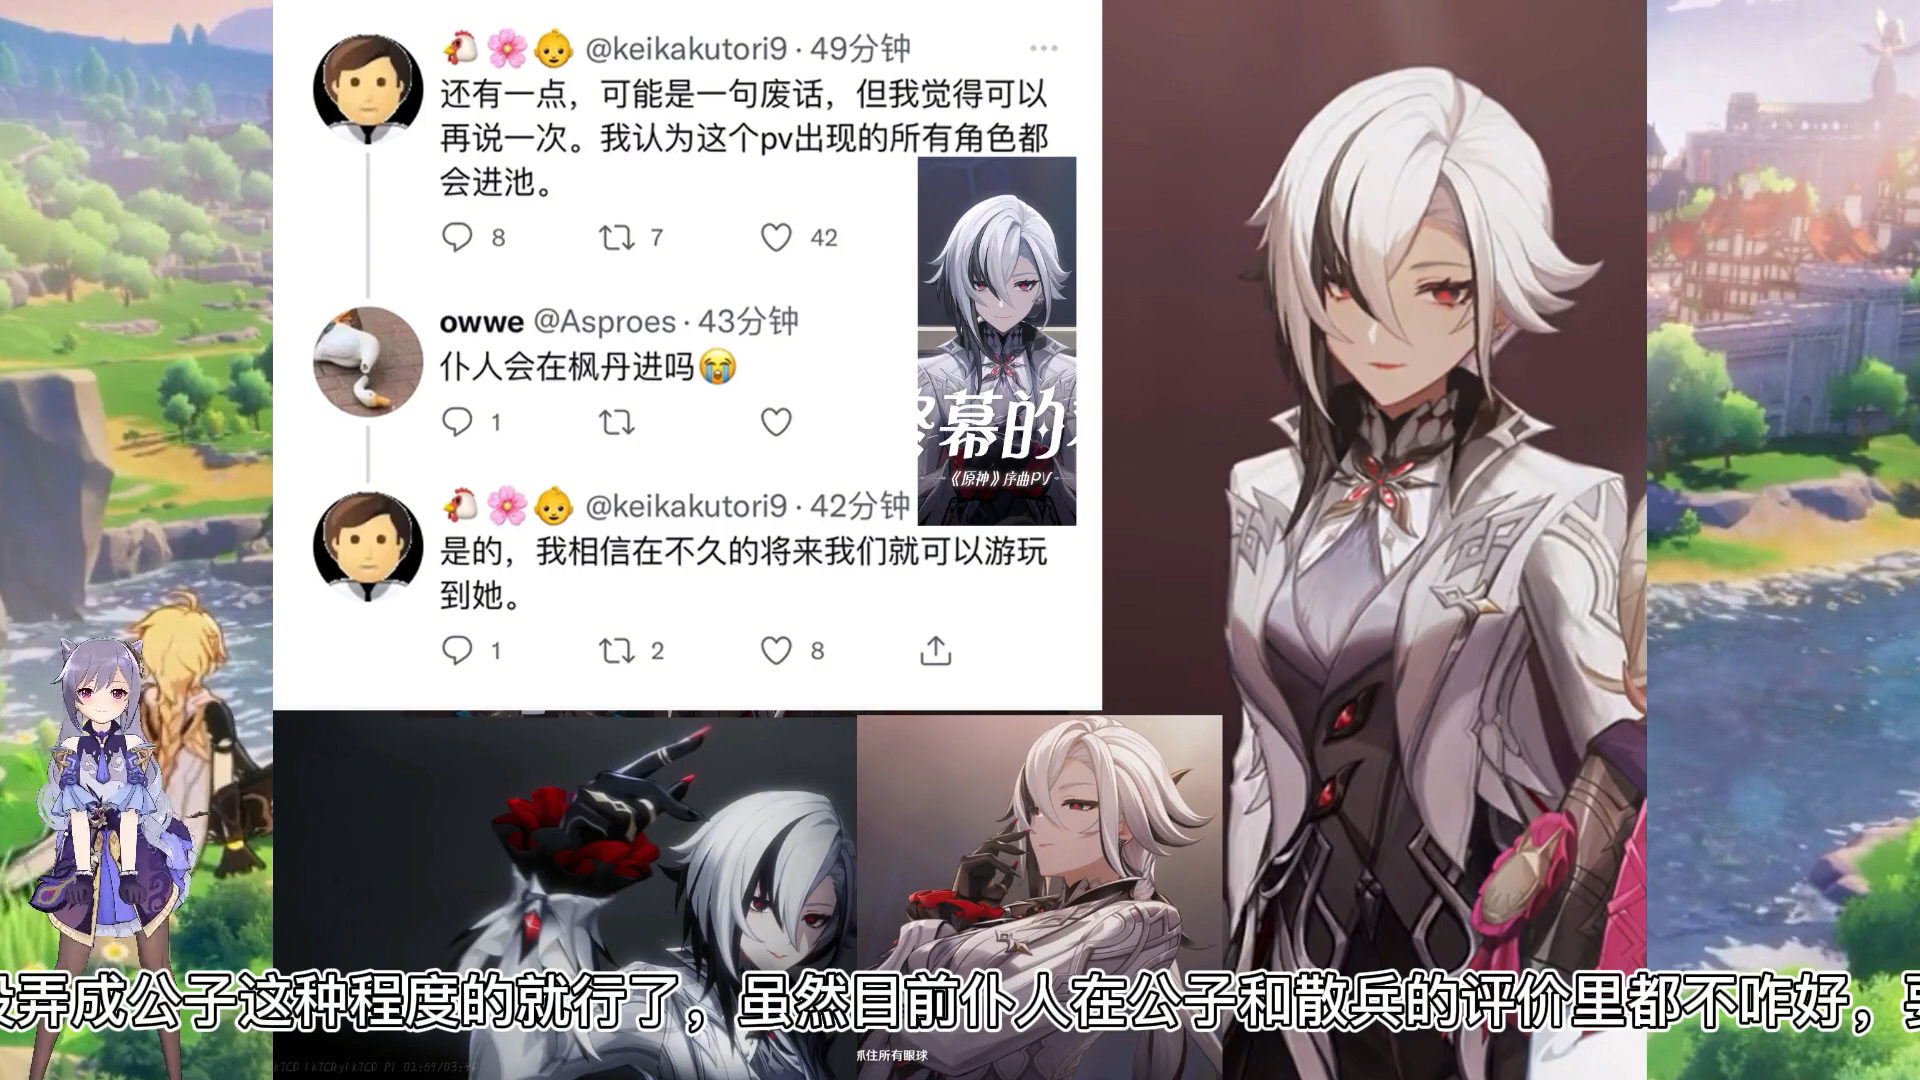 @keikakutori9 · 49分钟
还有一点，可能是一句废话，但我觉得可以
再说一次。我认为这个pv出现的所有角色都
会进池。
8 7 42
owwe @Asproes · 43分钟
仆人会在枫丹进吗
1
终幕的
《原神》序曲PV
@keikakutori9 · 42分钟
是的，我相信在不久的将来我们就可以游玩
到她。
1 2 8
没弄成公子这种程度的就行了，虽然目前仆人在公子和散兵的评价里都不咋好，要
抓住所有眼球